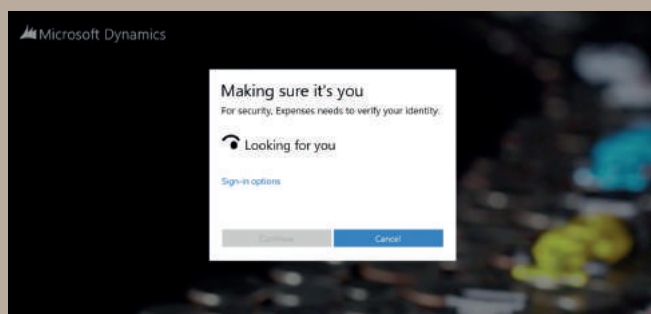 Microsoft Dynamics
Making sure it's you
For security, Expenses needs to verify your identity.
Looking for you
Sign-in options
Continue
Cancel